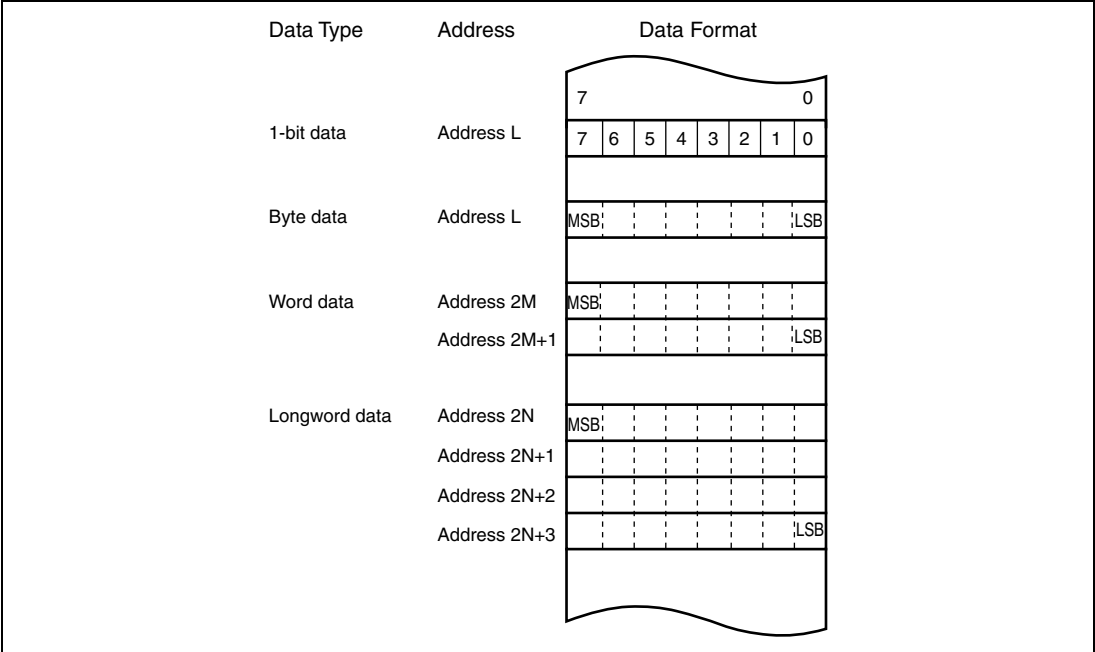 Data Type Address Data Format
7 0
1-bit data Address L 7 6 5 4 3 2 1 0
Byte data Address L MSB LSB
Word data Address 2M MSB
Address 2M+1 LSB
Longword data Address 2N MSB
Address 2N+1
Address 2N+2
Address 2N+3 LSB